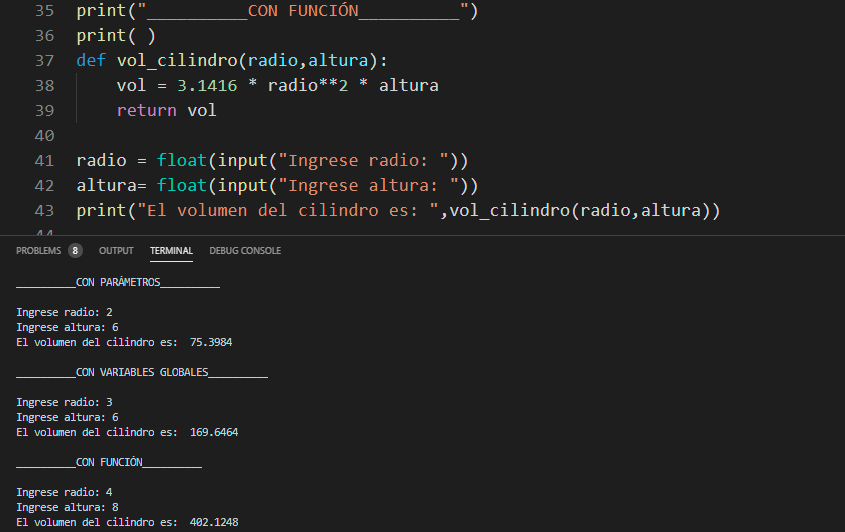 35 print("__________CON FUNCIÓN__________")
36 print( )
37 def vol_cilindro(radio,altura):
38     vol = 3.1416 * radio**2 * altura
39     return vol
40
41 radio = float(input("Ingrese radio: "))
42 altura= float(input("Ingrese altura: "))
43 print("El volumen del cilindro es: ",vol_cilindro(radio,altura))
44
PROBLEMS 8 OUTPUT TERMINAL DEBUG CONSOLE
__________CON PARÁMETROS__________
Ingrese radio: 2
Ingrese altura: 6
El volumen del cilindro es:  75.3984
__________CON VARIABLES GLOBALES__________
Ingrese radio: 3
Ingrese altura: 6
El volumen del cilindro es:  169.6464
__________CON FUNCIÓN__________
Ingrese radio: 4
Ingrese altura: 8
El volumen del cilindro es:  402.1248